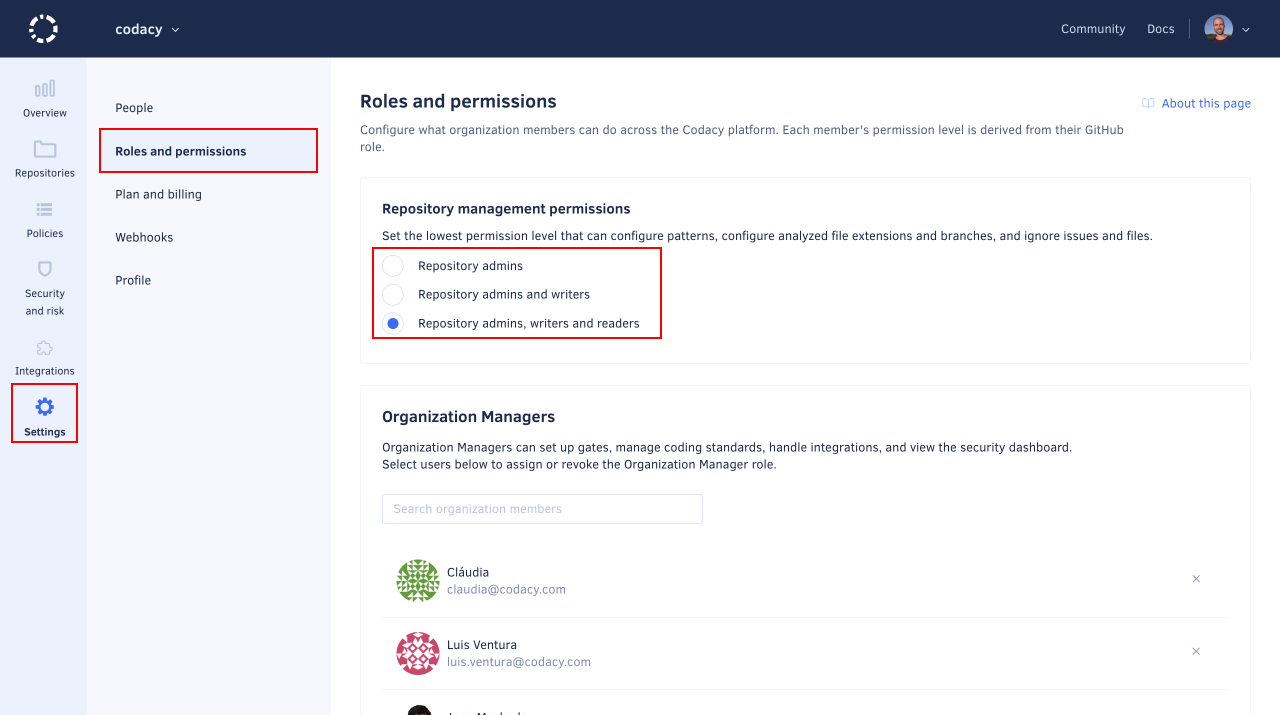 codacy
Community
Docs
Overview
Repositories
Policies
Security
and risk
Integrations
Settings
People
Roles and permissions
Plan and billing
Webhooks
Profile
Roles and permissions
About this page
Configure what organization members can do across the Codacy platform. Each member's permission level is derived from their GitHub
role.
Repository management permissions
Set the lowest permission level that can configure patterns, configure analyzed file extensions and branches, and ignore issues and files.
Repository admins
Repository admins and writers
Repository admins, writers and readers
Organization Managers
Organization Managers can set up gates, manage coding standards, handle integrations, and view the security dashboard.
Select users below to assign or revoke the Organization Manager role.
Search organization members
Cláudia
claudia@codacy.com
Luis Ventura
luis.ventura@codacy.com